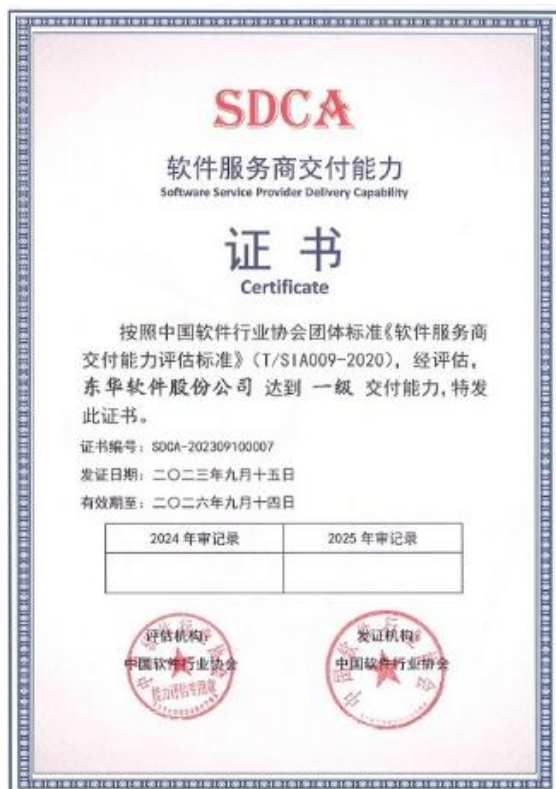 SDCA
软件服务商交付能力
Software Service Provider Delivery Capability
证书
Certificate
按照中国软件行业协会团体标准《软件服务商
交付能力评估标准》(T/SIA009-2020),经评估,
东华软件股份公司 达到 一级 交付能力,特发
此证书。
证书编号:SDCA-202309100007
发证日期:二〇二三年九月十五日
有效期至:二〇二六年九月十四日
2024 年审记录 2025 年审记录
评估机构: 发证机构:
中国软件行业协会 中国软件行业协会
能力评估专用章